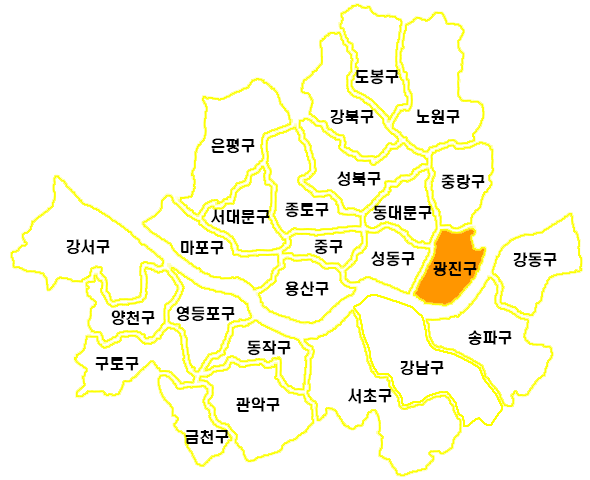 도봉구
강북구
노원구
은평구
성북구
중랑구
서대문구
종토구
동대문구
강서구
마포구
중구
성동구
광진구
강동구
용산구
양천구
영등포구
송파구
동작구
구토구
강남구
서초구
관악구
금천구